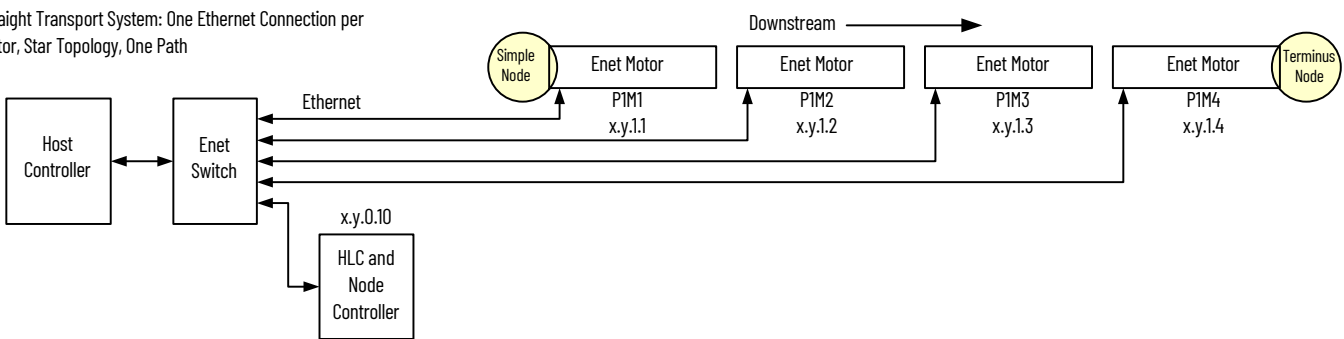 aight Transport System: One Ethernet Connection per
tor, Star Topology, One Path
Downstream
Simple
Node
Enet Motor
Enet Motor
Enet Motor
Enet Motor
Terminus
Node
P1M1
x.y.1.1
P1M2
x.y.1.2
P1M3
x.y.1.3
P1M4
x.y.1.4
Ethernet
Host
Controller
Enet
Switch
x.y.0.10
HLC and
Node
Controller